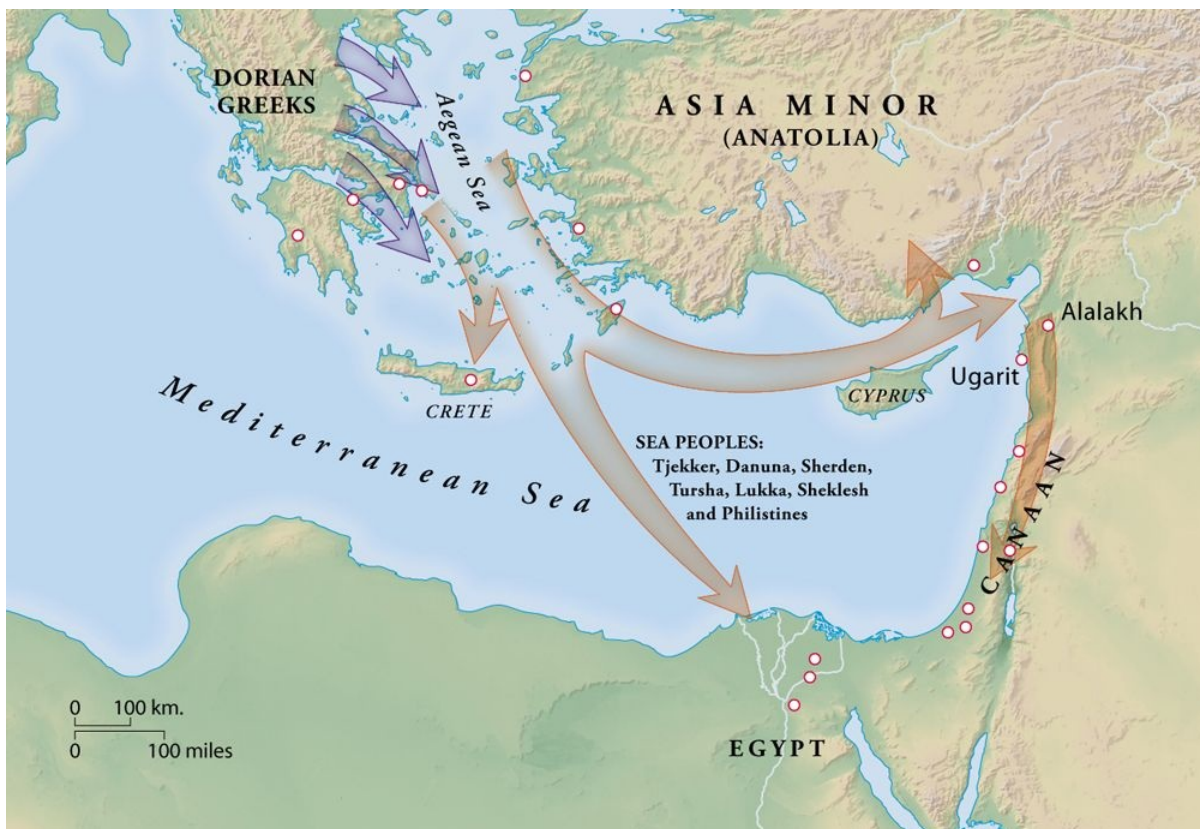 DORIAN
GREEKS
Aegean Sea
ASIA MINOR
(ANATOLIA)
Alalakh
Ugarit
CRETE
CYPRUS
Mediterranean Sea
SEA PEOPLES:
Tjekker, Danuna, Sherden,
Tursha, Lukka, Sheklesh
and Philistines
CANAAN
0 100 km.
0 100 miles
EGYPT